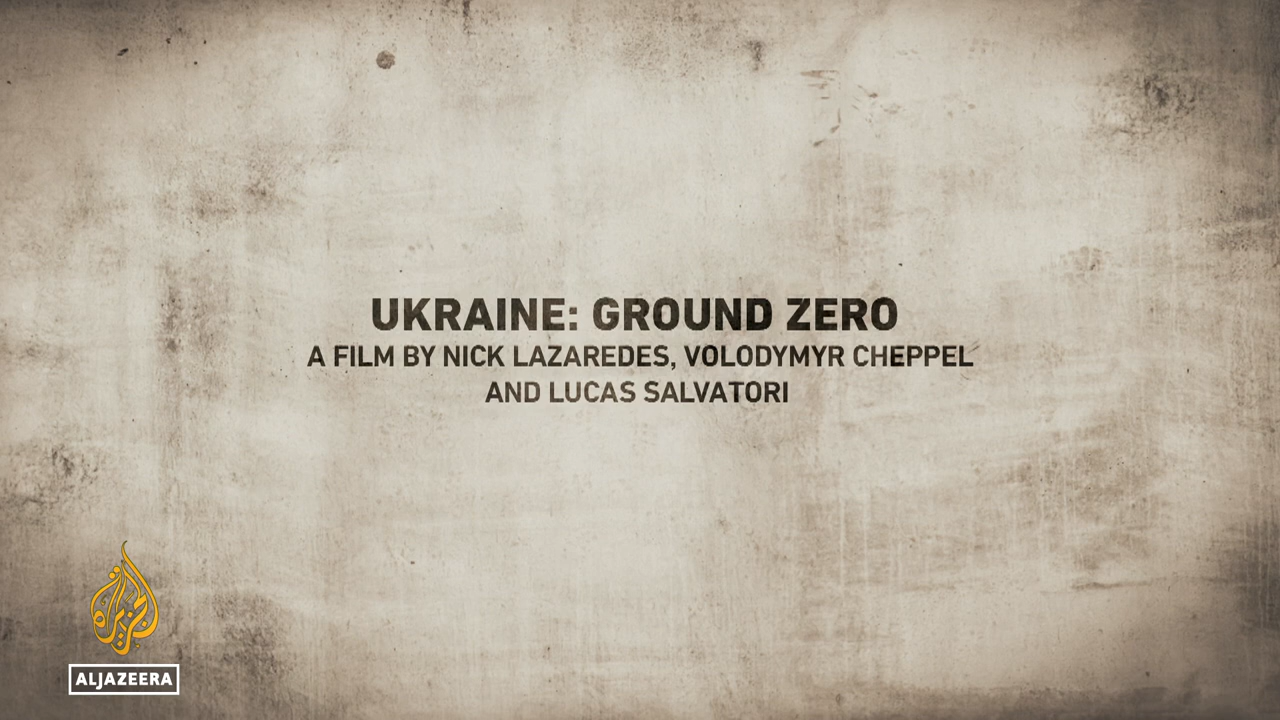 UKRAINE: GROUND ZERO
A FILM BY NICK LAZAREDES, VOLODYMYR CHEPPEL
AND LUCAS SALVATORI
الجزيرة
ALJAZEERA